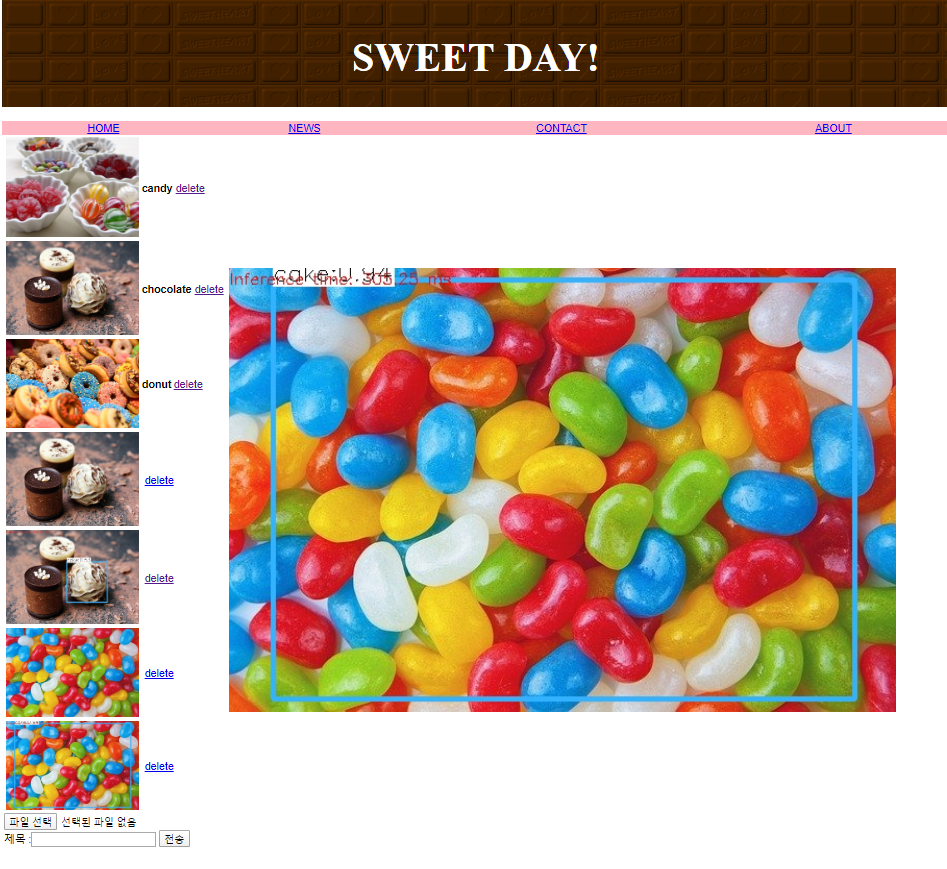 SWEET DAY!
HOME NEWS CONTACT ABOUT
candy delete
cake:0.94
Inference time: 305.25 ms
chocolate delete
donut delete
delete
delete
delete
delete
파일 선택 선택된 파일 없음
제목 : 전송